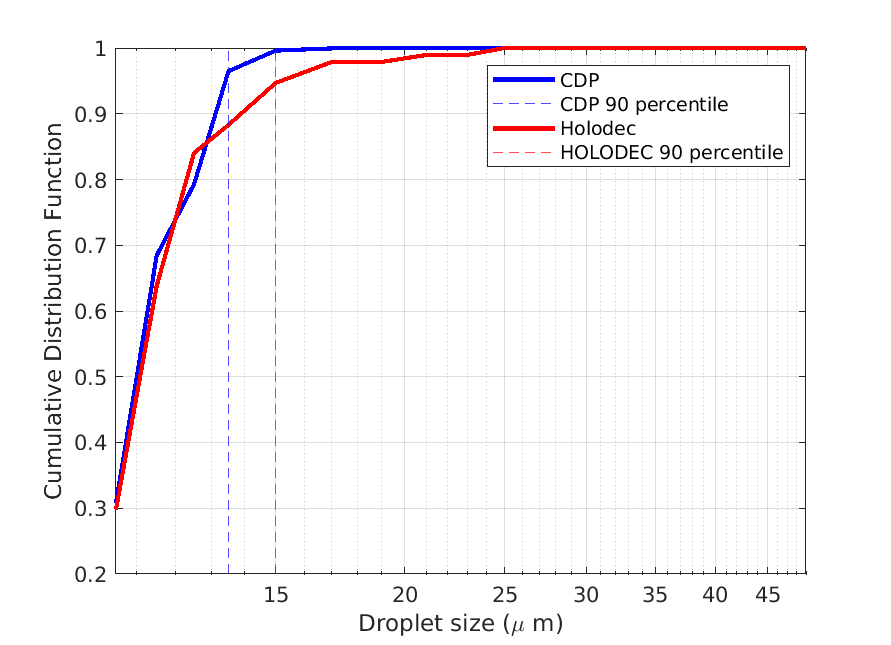 1
0.9
0.8
0.7
0.6
0.5
0.4
0.3
0.2
Cumulative Distribution Function
CDP
CDP 90 percentile
Holodec
HOLODEC 90 percentile
15 20 25 30 35 40 45
Droplet size (μ m)